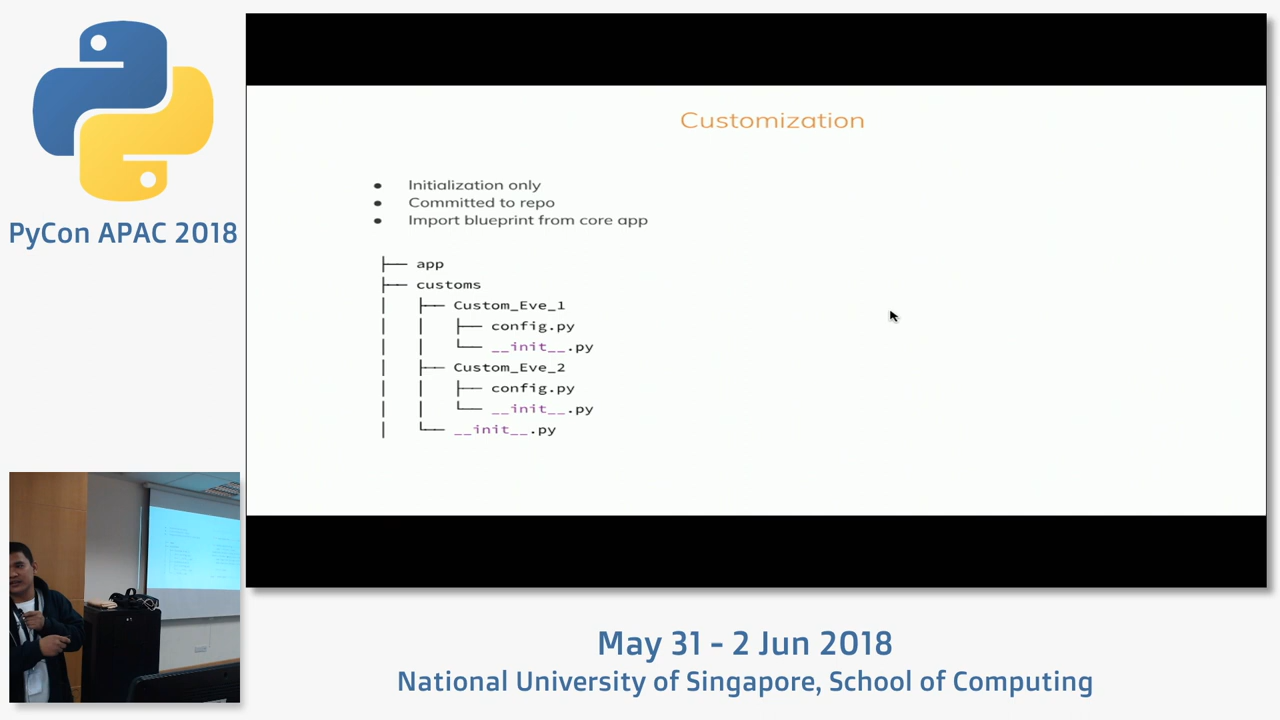 PyCon APAC 2018
Customization
● Initialization only
● Committed to repo
● Import blueprint from core app
├── app
├── customs
│   ├── Custom_Eve_1
│   │   ├── config.py
│   │   └── __init__.py
│   ├── Custom_Eve_2
│   │   ├── config.py
│   │   └── __init__.py
│   └── __init__.py
May 31 - 2 Jun 2018
National University of Singapore, School of Computing